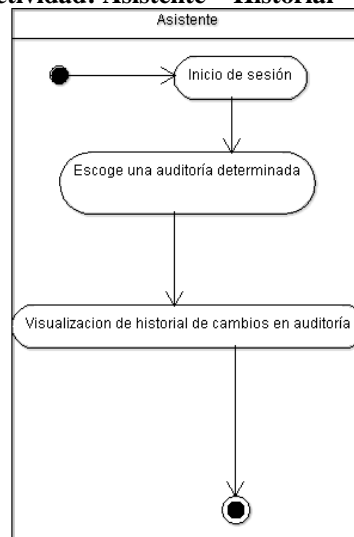 ctividad: Asistente – Historial
Asistente
Inicio de sesión
Escoge una auditoría determinada
Visualizacion de historial de cambios en auditoría